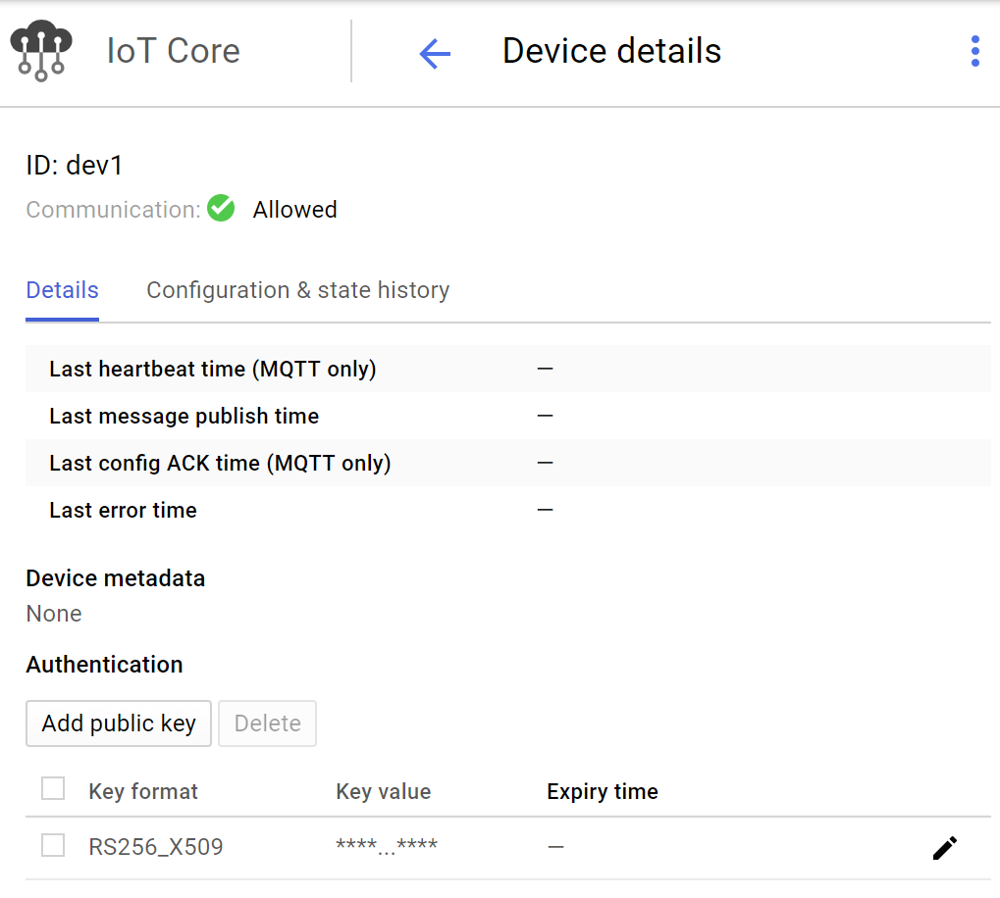 IoT Core
Device details
ID: dev1
Communication: Allowed
Details Configuration & state history
Last heartbeat time (MQTT only) —
Last message publish time —
Last config ACK time (MQTT only) —
Last error time —
Device metadata
None
Authentication
Add public key Delete
Key format Key value Expiry time
RS256_X509 ****...**** —